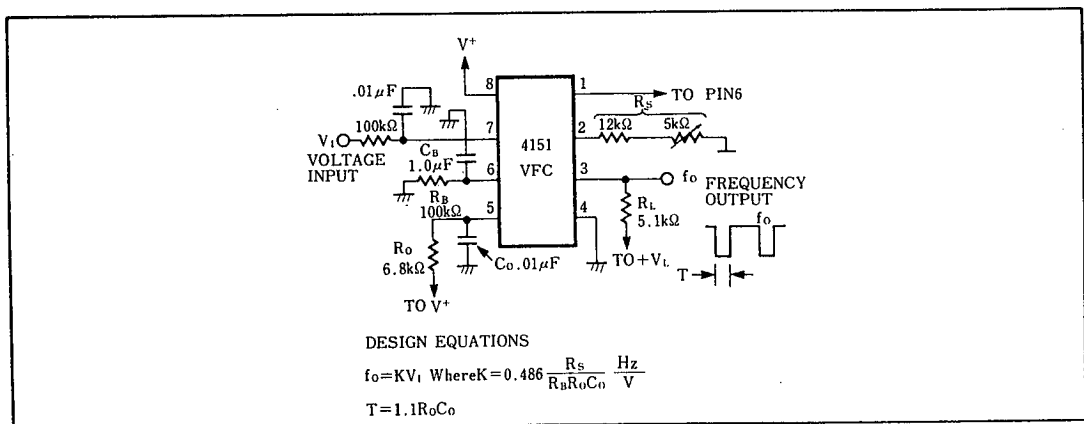 V+
.01μF
8
1
TO PIN6
RS
100kΩ
12kΩ
5kΩ
7
2
Vi
VOLTAGE
INPUT
CB
1.0μF
4151
VFC
6
3
fo
FREQUENCY
OUTPUT
RB
100kΩ
5
4
RL
5.1kΩ
fo
Ro
6.8kΩ
Co.01μF
TO+VL
T
TO V+
DESIGN EQUATIONS
fo=KVI WhereK=0.486 RS/RBRoCo Hz/V
T=1.1RoCo